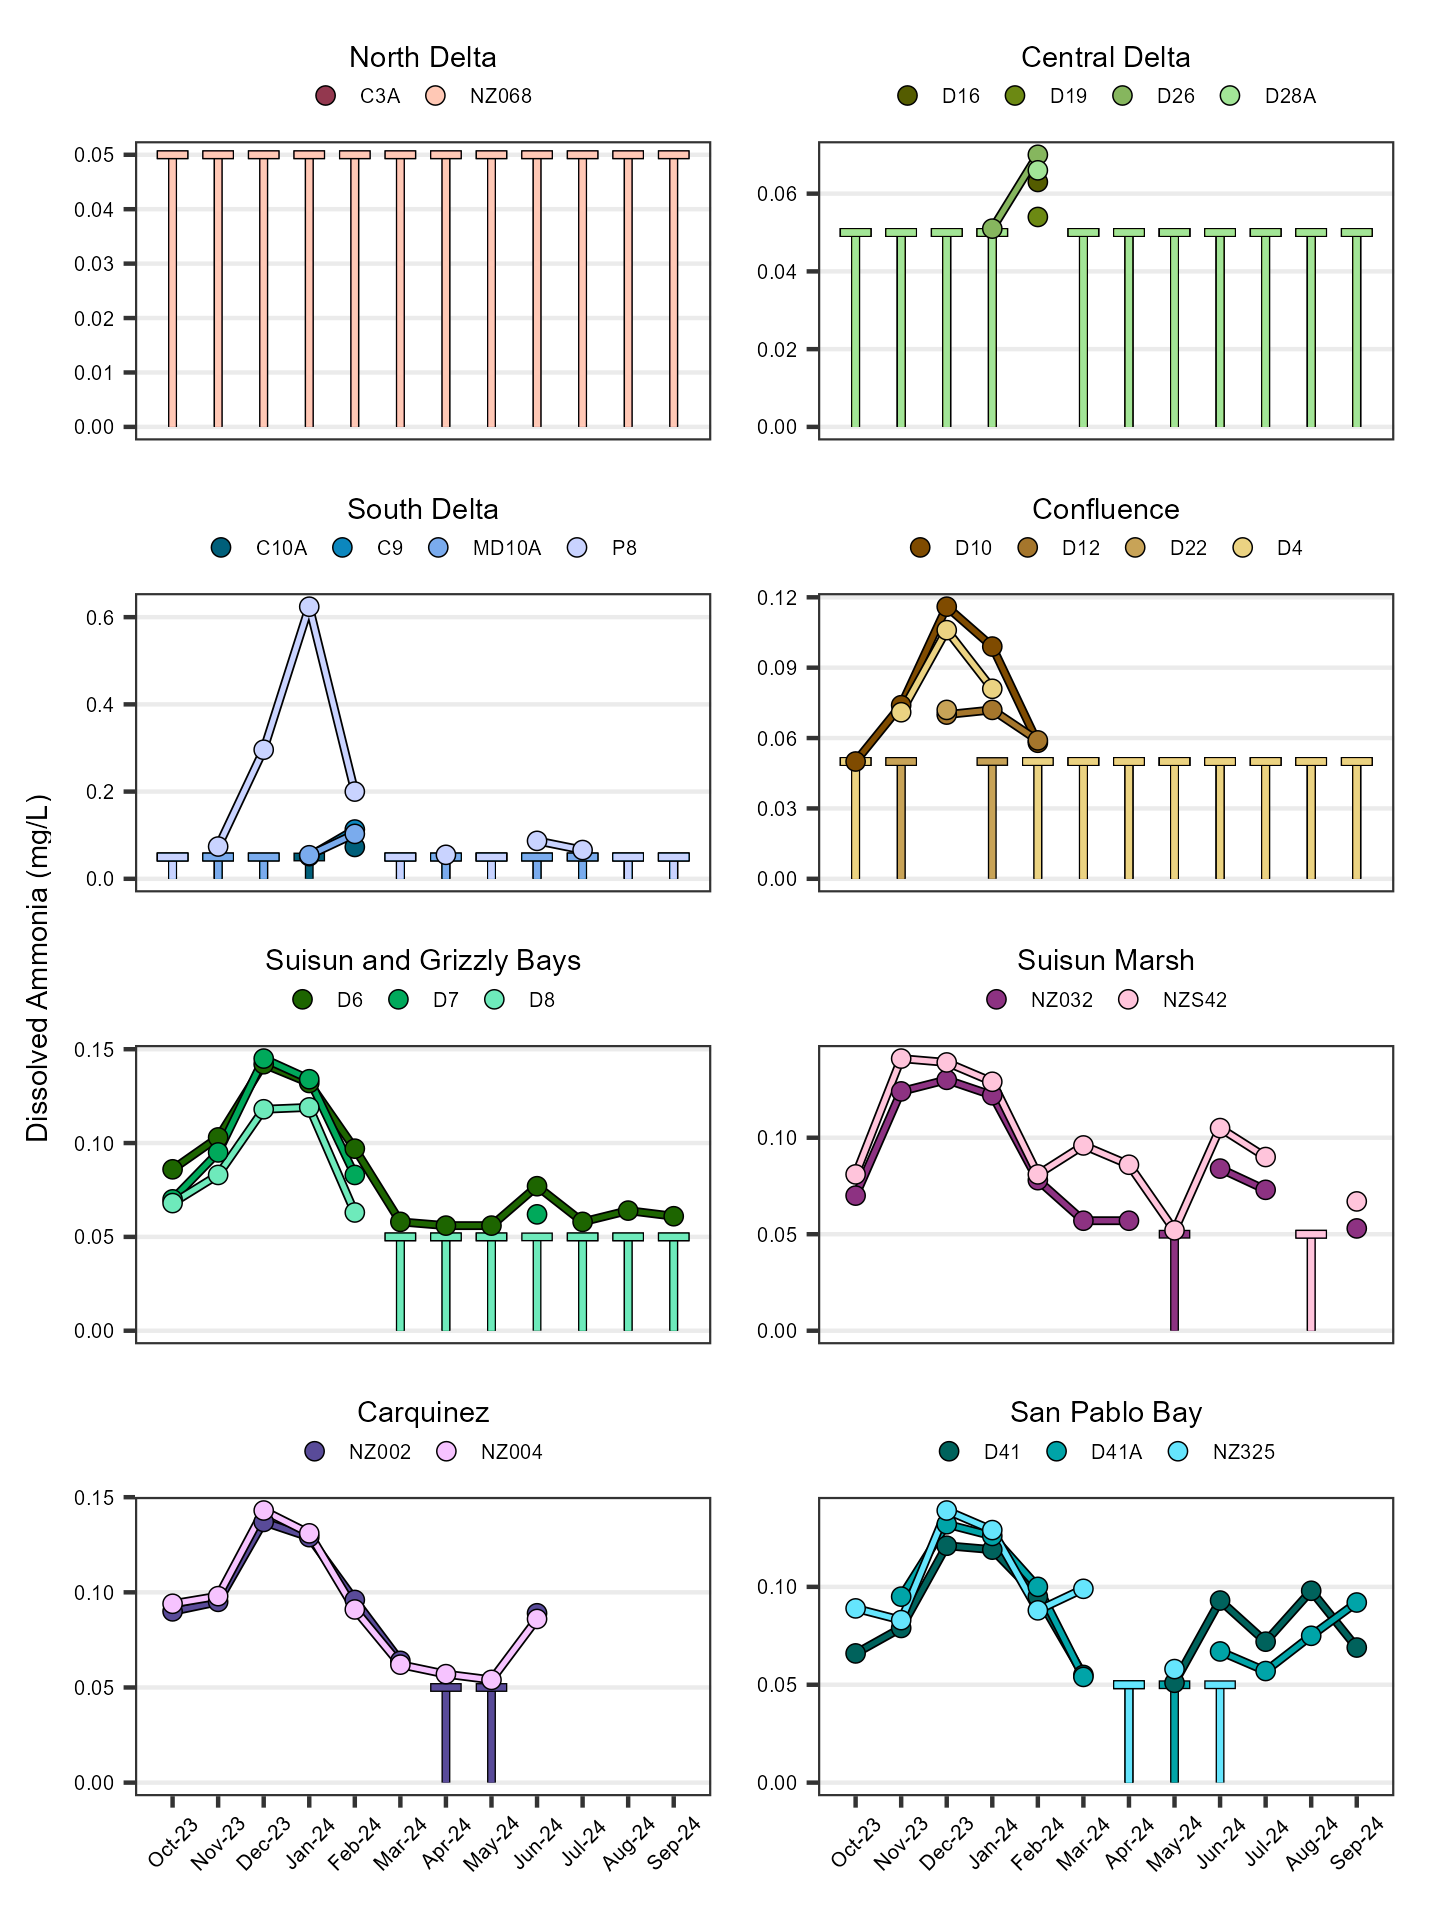 North Delta
C3A NZ068
0.05
0.04
0.03
0.02
0.01
0.00
Central Delta
D16 D19 D26 D28A
0.06
0.04
0.02
0.00
South Delta
C10A C9 MD10A P8
0.6
0.4
0.2
0.0
Confluence
D10 D12 D22 D4
0.12
0.09
0.06
0.03
0.00
Dissolved Ammonia (mg/L)
Suisun and Grizzly Bays
D6 D7 D8
0.15
0.10
0.05
0.00
Suisun Marsh
NZ032 NZS42
0.10
0.05
0.00
Carquinez
NZ002 NZ004
0.15
0.10
0.05
0.00
Oct-23 Nov-23 Dec-23 Jan-24 Feb-24 Mar-24 Apr-24 May-24 Jun-24 Jul-24 Aug-24 Sep-24
San Pablo Bay
D41 D41A NZ325
0.10
0.05
0.00
Oct-23 Nov-23 Dec-23 Jan-24 Feb-24 Mar-24 Apr-24 May-24 Jun-24 Jul-24 Aug-24 Sep-24